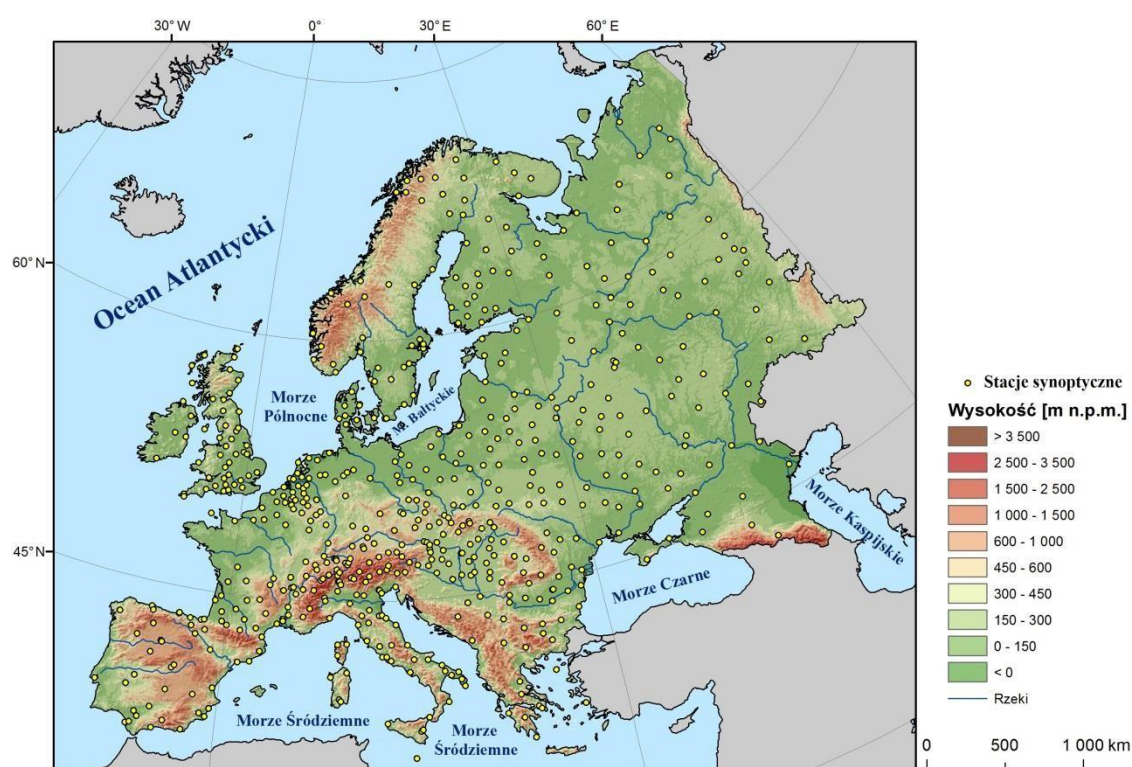 30°W 0° 30°E 60°E
60°N
45°N
Ocean Atlantycki
Morze
Północne
M. Bałtyckie
Morze Kaspijskie
Morze Czarne
Morze Śródziemne
Morze
Śródziemne
Stacje synoptyczne
Wysokość [m n.p.m.]
> 3 500
2 500 - 3 500
1 500 - 2 500
1 000 - 1 500
600 - 1 000
450 - 600
300 - 450
150 - 300
0 - 150
< 0
Rzeki
0 500 1 000 km